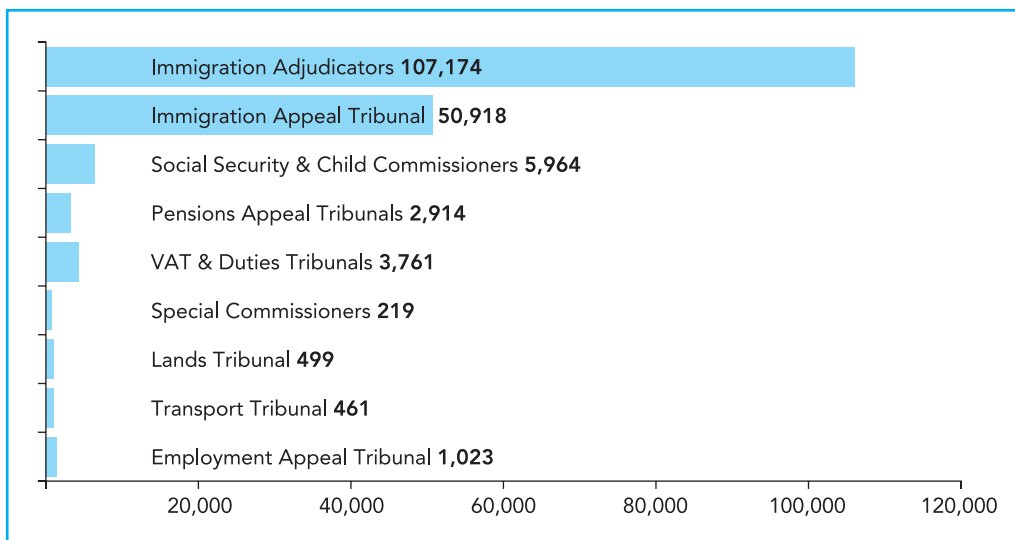 Immigration Adjudicators 107,174
Immigration Appeal Tribunal 50,918
Social Security & Child Commissioners 5,964
Pensions Appeal Tribunals 2,914
VAT & Duties Tribunals 3,761
Special Commissioners 219
Lands Tribunal 499
Transport Tribunal 461
Employment Appeal Tribunal 1,023
20,000 40,000 60,000 80,000 100,000 120,000